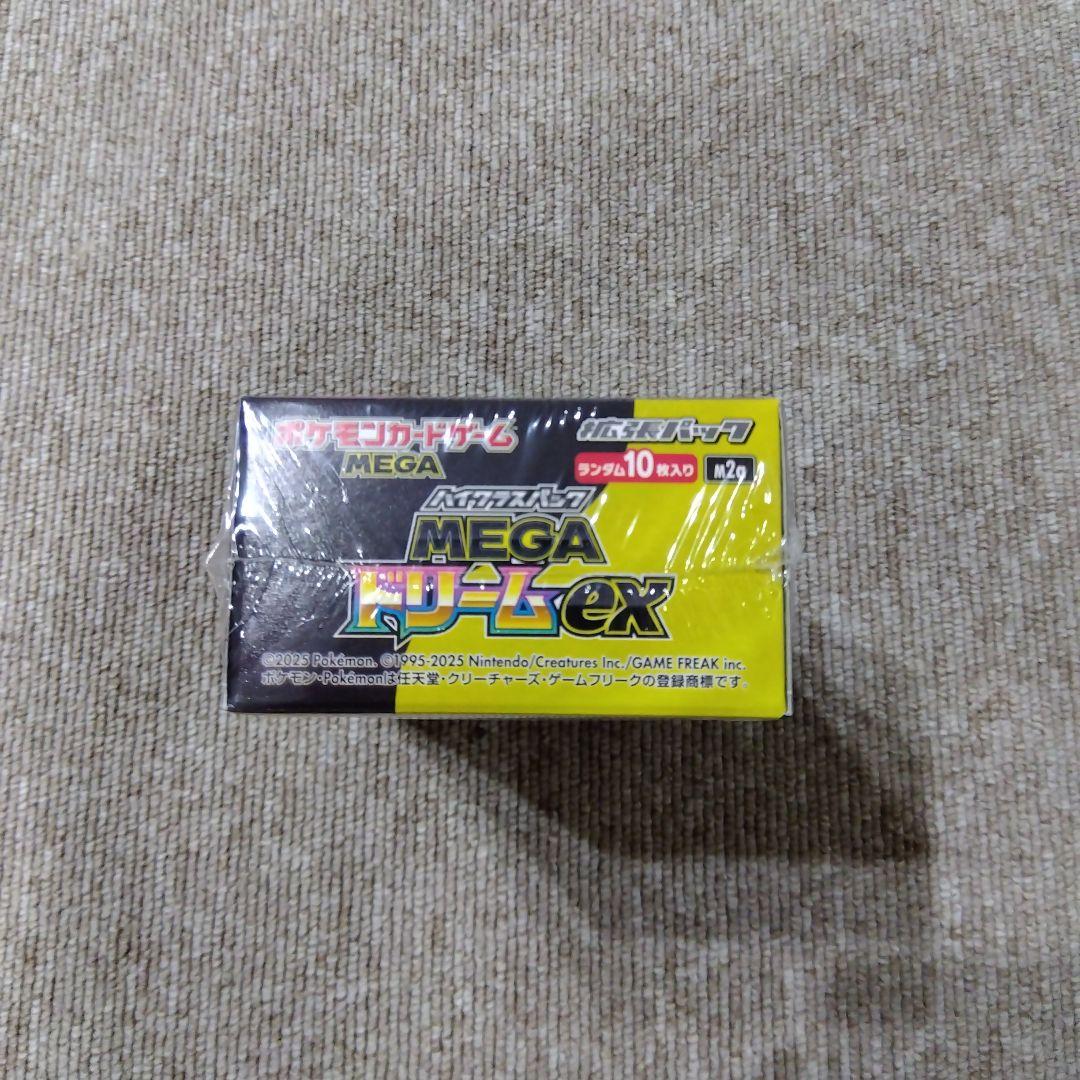 ポケモンカードゲーム
MEGA
拡張パック
ランダム10枚入り M2a
ハイクラスパック
MEGA
ドリームex
©2025 Pokémon. ©1995-2025 Nintendo/Creatures Inc./GAME FREAK inc.
ポケモン・Pokémonは任天堂・クリーチャーズ・ゲームフリークの登録商標です。